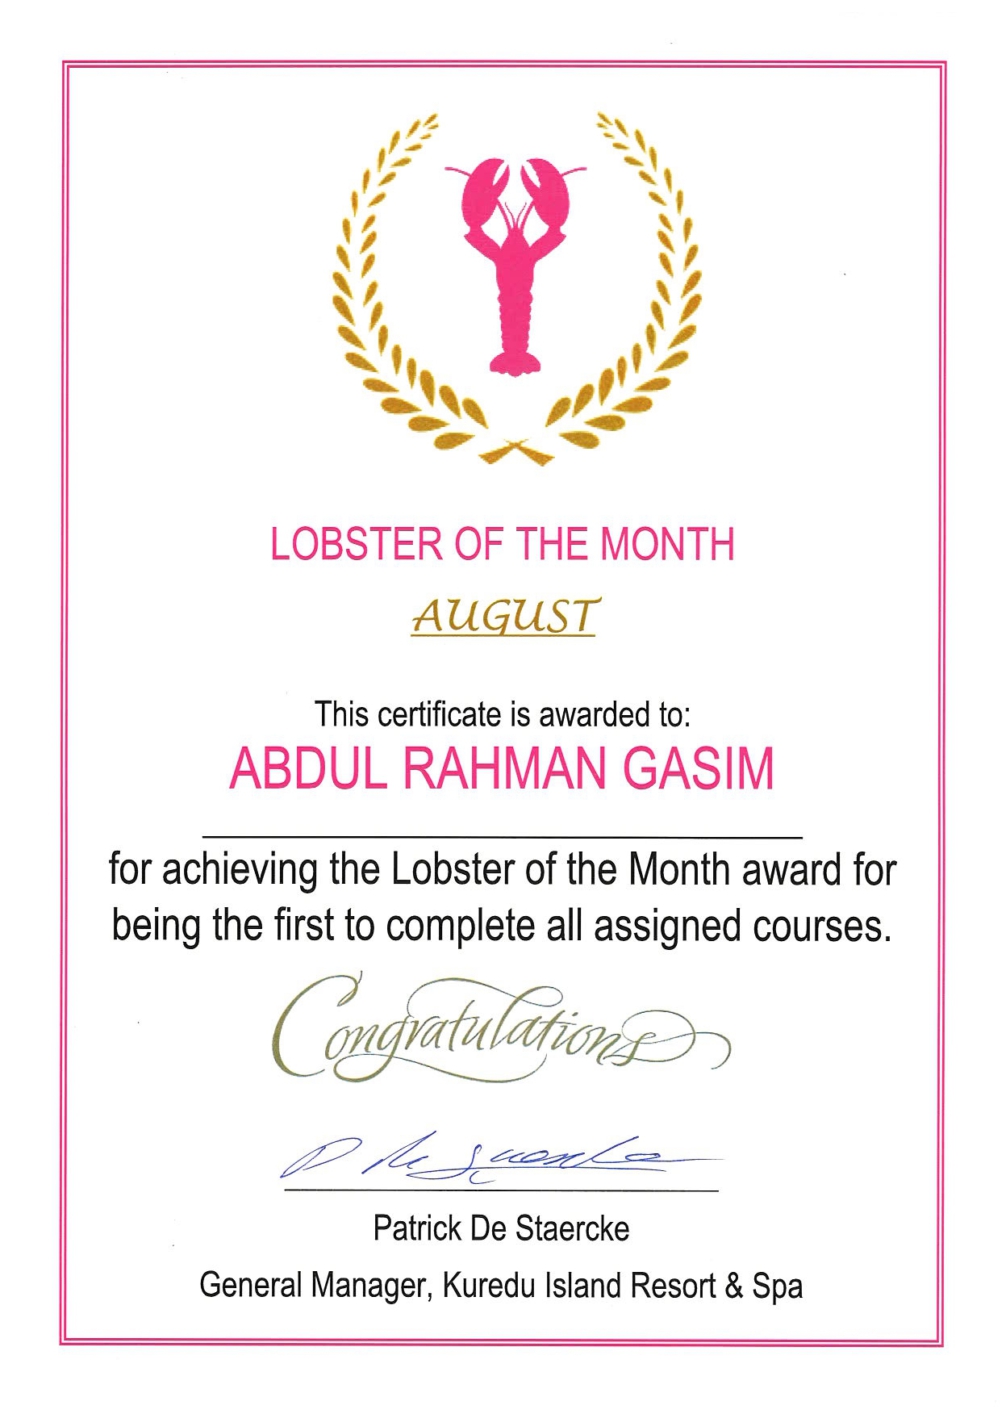 LOBSTER OF THE MONTH
AUGUST
This certificate is awarded to:
ABDUL RAHMAN GASIM
for achieving the Lobster of the Month award for
being the first to complete all assigned courses.
Congratulations
Patrick De Staercke
General Manager, Kuredu Island Resort & Spa